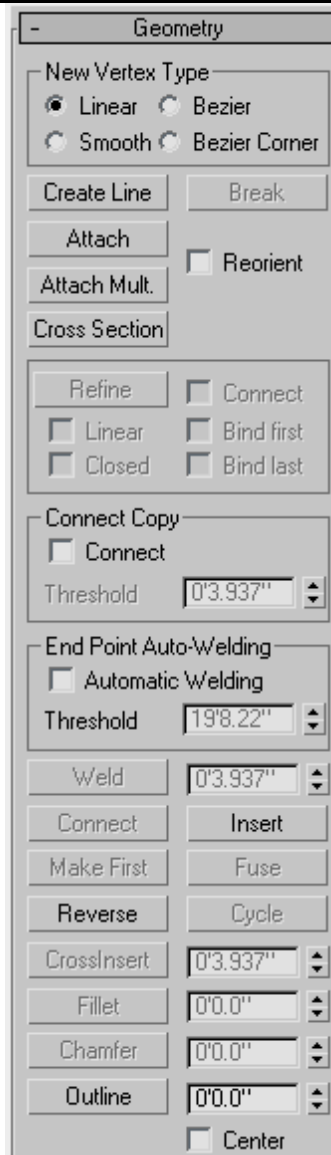 - Geometry
New Vertex Type
Linear Bezier
Smooth Bezier Corner
Create Line Break
Attach
Reorient
Attach Mult.
Cross Section
Refine Connect
Linear Bind first
Closed Bind last
Connect Copy
Connect
Threshold 0'3.937"
End Point Auto-Welding
Automatic Welding
Threshold 19'8.22"
Weld 0'3.937"
Connect Insert
Make First Fuse
Reverse Cycle
CrossInsert 0'3.937"
Fillet 0'0.0"
Chamfer 0'0.0"
Outline 0'0.0"
Center